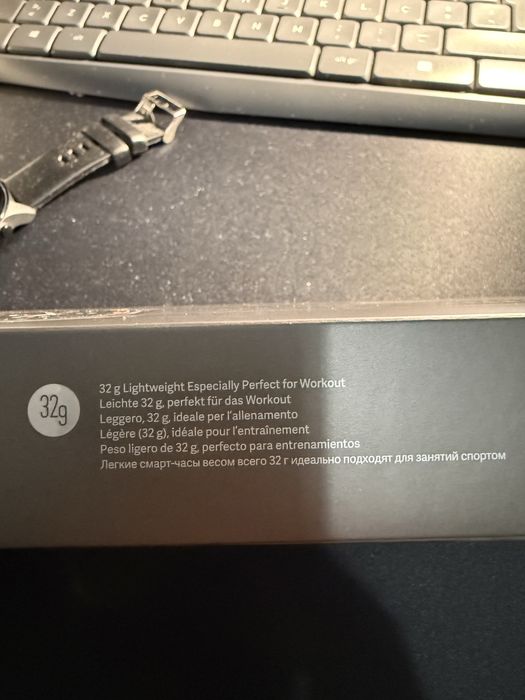 Z X C V B N M
alt gr
32g
32 g Lightweight Especially Perfect for Workout
Leichte 32 g, perfekt für das Workout
Leggero, 32 g, ideale per l'allenamento
Légère (32 g), idéale pour l'entraînement
Peso ligero de 32 g, perfecto para entrenamientos
Легкие смарт-часы весом всего 32 г идеально подходят для занятий спортом